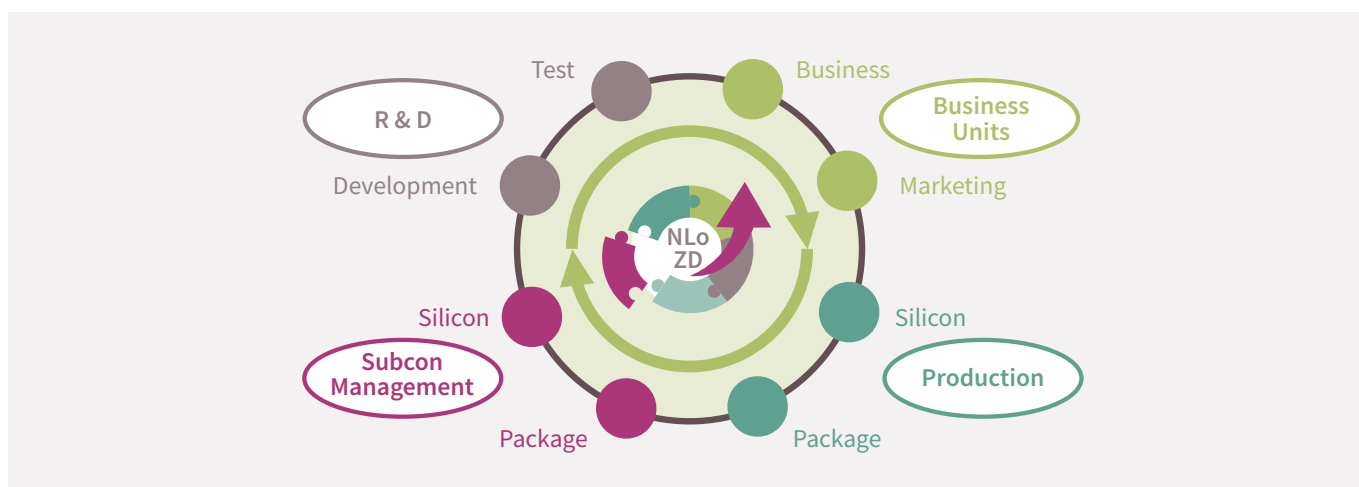 Test
Business
R & D
Business
Units
Development
Marketing
NLo
ZD
Silicon
Silicon
Subcon
Management
Production
Package
Package